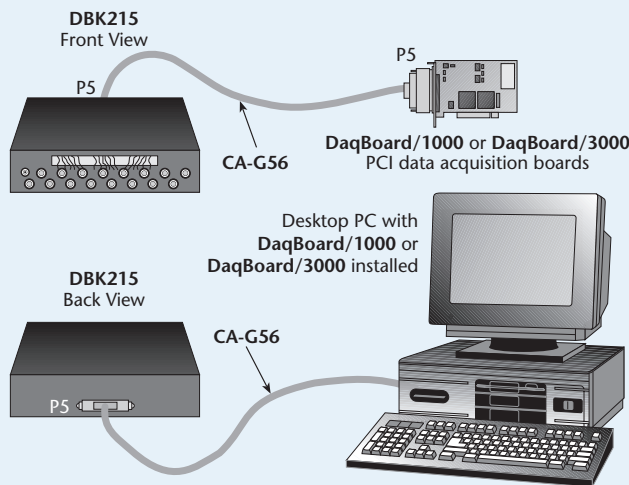 DBK215
Front View
P5
P5
CA-G56
DaqBoard/1000 or DaqBoard/3000
PCI data acquisition boards
Desktop PC with
DaqBoard/1000 or
DaqBoard/3000 installed
DBK215
Back View
CA-G56
P5